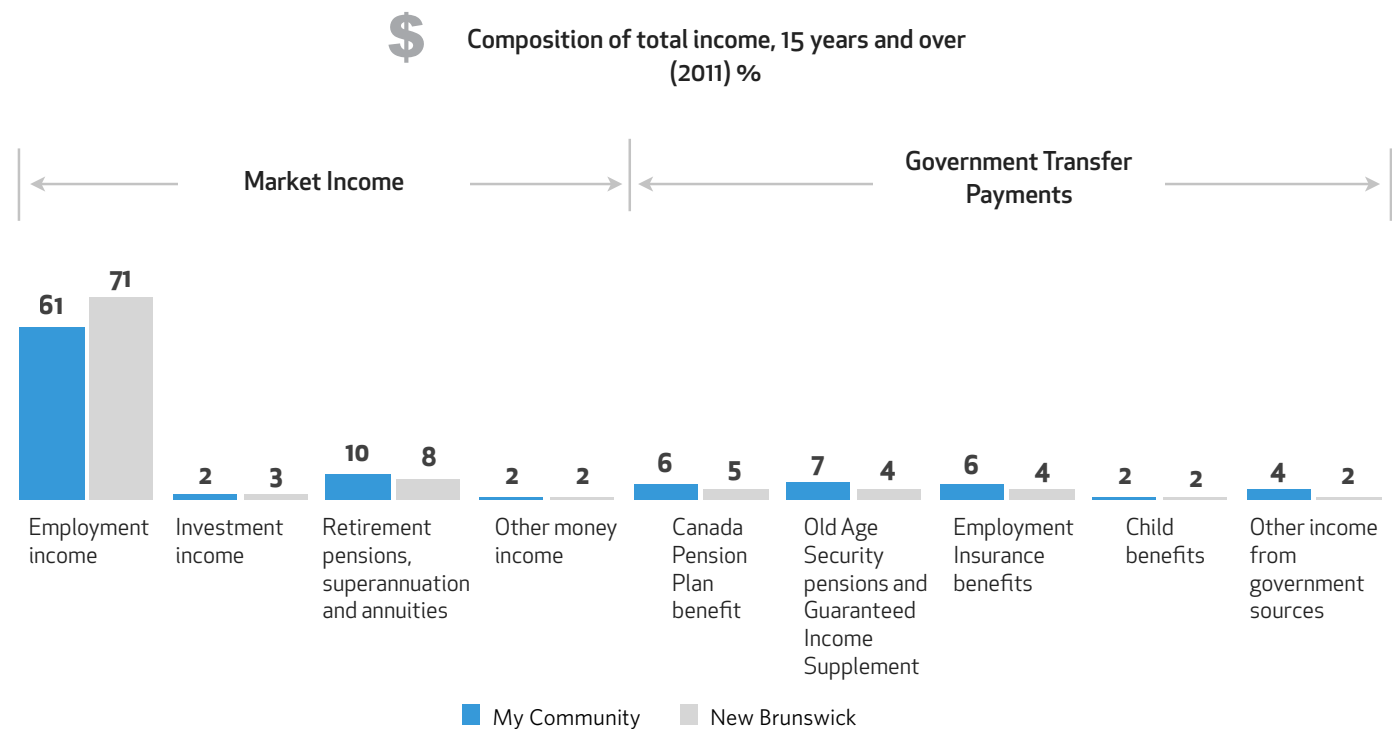 $
Composition of total income, 15 years and over
(2011) %
Market Income
Government Transfer
Payments
61
71
2
3
10
8
2
2
6
5
7
4
6
4
2
2
4
2
Employment
income
Investment
income
Retirement
pensions,
superannuation
and annuities
Other money
income
Canada
Pension
Plan
benefit
Old Age
Security
pensions and
Guaranteed
Income
Supplement
Employment
Insurance
benefits
Child
benefits
Other income
from
government
sources
My Community
New Brunswick